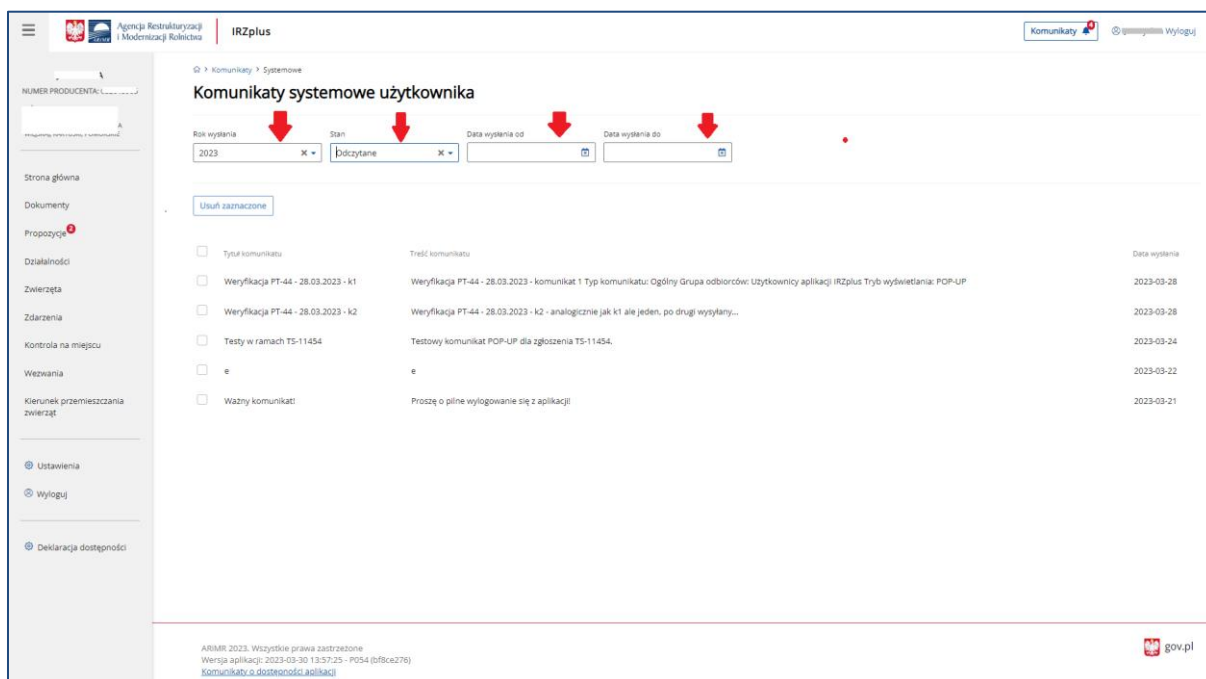 Agencja Restrukturyzacji
i Modernizacji Rolnictwa
IRZplus
Komunikaty 4
Wyloguj
NUMER PRODUCENTA:
Komunikaty > Systemowe
Komunikaty systemowe użytkownika
Rok wysłania Stan Data wysłania od Data wysłania do
2023 Odczytane
Strona główna
Dokumenty
Propozycje 2
Działalności
Zwierzęta
Zdarzenia
Kontrola na miejscu
Wezwania
Kierunek przemieszczania
zwierząt
Ustawienia
Wyloguj
Deklaracja dostępności
Usuń zaznaczone
Tytuł komunikatu Treść komunikatu Data wysłania
Weryfikacja PT-44 - 28.03.2023 - k1 Weryfikacja PT-44 - 28.03.2023 - komunikat 1 Typ komunikatu: Ogólny Grupa odbiorców: Użytkownicy aplikacji IRZplus Tryb wyświetlania: POP-UP 2023-03-28
Weryfikacja PT-44 - 28.03.2023 - k2 Weryfikacja PT-44 - 28.03.2023 - k2 - analogicznie jak k1 ale jeden, po drugi wysyłany... 2023-03-28
Testy w ramach TS-11454 Testowy komunikat POP-UP dla zgłoszenia TS-11454. 2023-03-24
e e 2023-03-22
Ważny komunikat! Proszę o pilne wylogowanie się z aplikacji! 2023-03-21
ARiMR 2023. Wszystkie prawa zastrzeżone
Wersja aplikacji: 2023-03-30 13:57:25 - P054 (bf8ce276)
Komunikaty o dostępności aplikacji
gov.pl